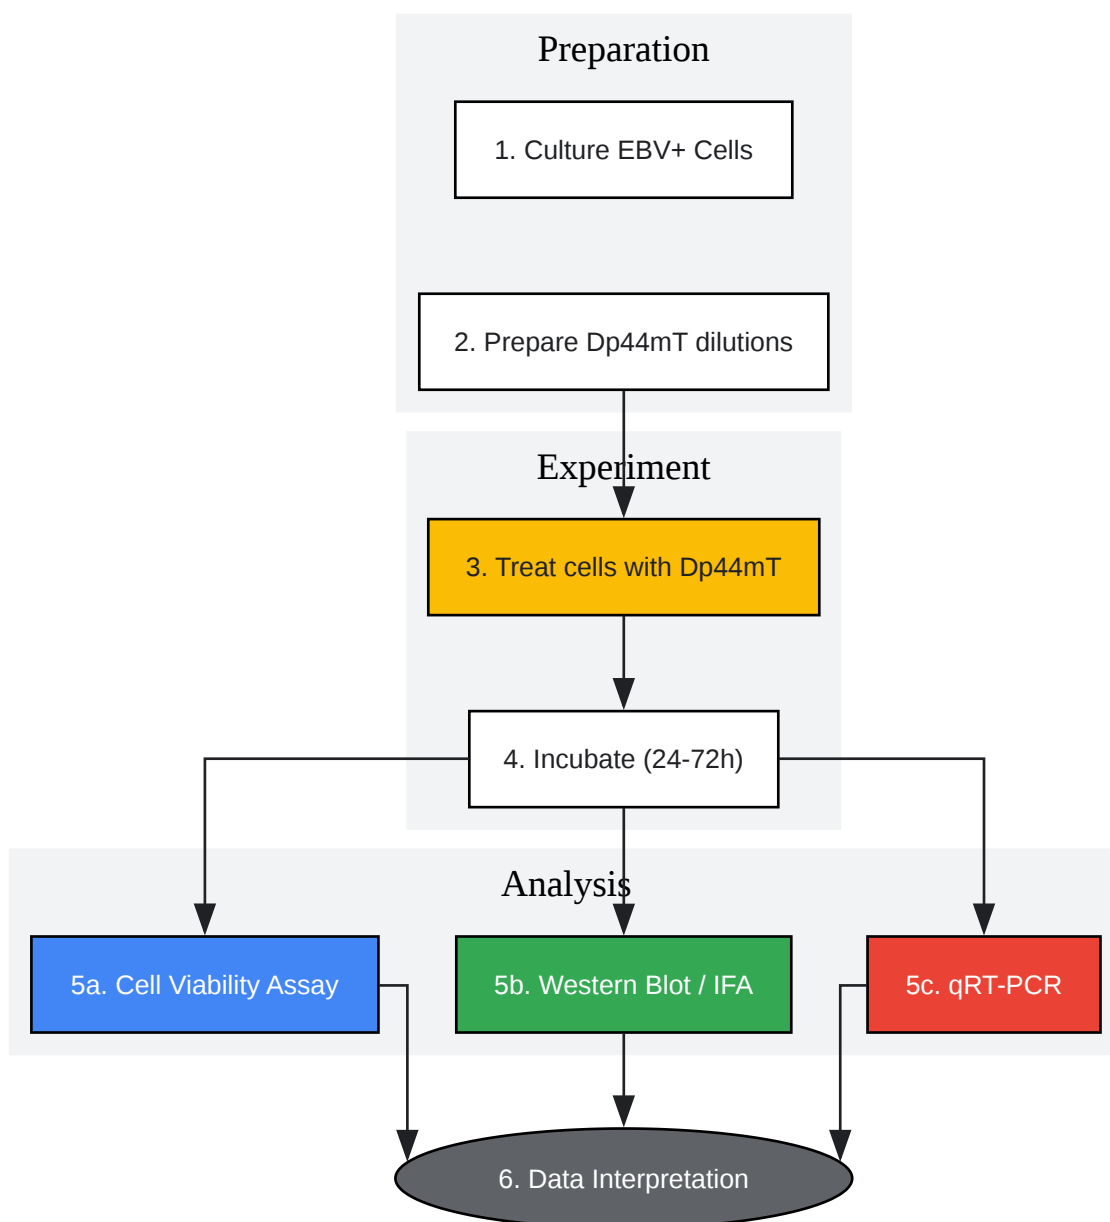 Preparation
1. Culture EBV+ Cells
2. Prepare Dp44mT dilutions
Experiment
3. Treat cells with Dp44mT
4. Incubate (24-72h)
Analysis
5a. Cell Viability Assay
5b. Western Blot / IFA
5c. qRT-PCR
6. Data Interpretation